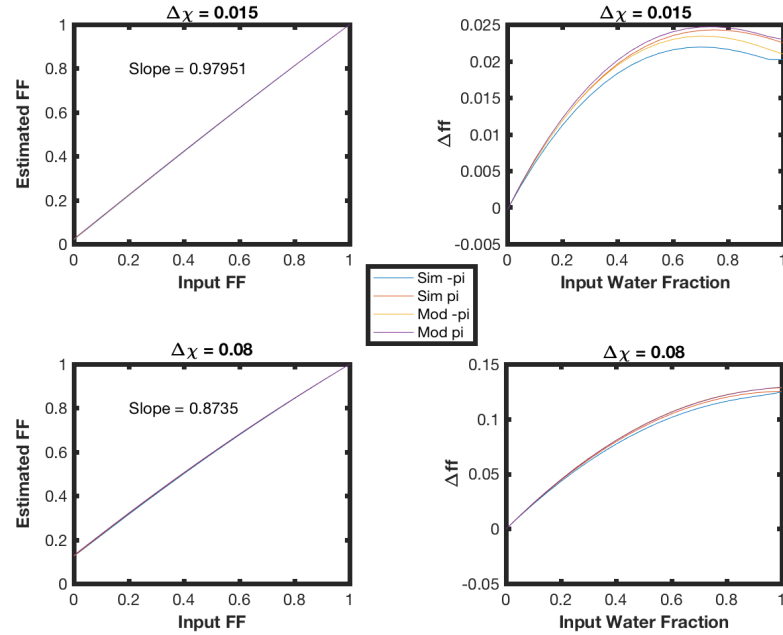 Δχ = 0.015
Estimated FF
1
0.8
0.6
0.4
0.2
0
Slope = 0.97951
0 0.2 0.4 0.6 0.8 1
Input FF
Δχ = 0.015
Δff
0.025
0.02
0.015
0.01
0.005
0
-0.005
0 0.2 0.4 0.6 0.8 1
Input Water Fraction
Sim -pi
Sim pi
Mod -pi
Mod pi
Δχ = 0.08
Estimated FF
1
0.8
0.6
0.4
0.2
0
Slope = 0.8735
0 0.2 0.4 0.6 0.8 1
Input FF
Δχ = 0.08
Δff
0.15
0.1
0.05
0
-0.05
0 0.2 0.4 0.6 0.8 1
Input Water Fraction